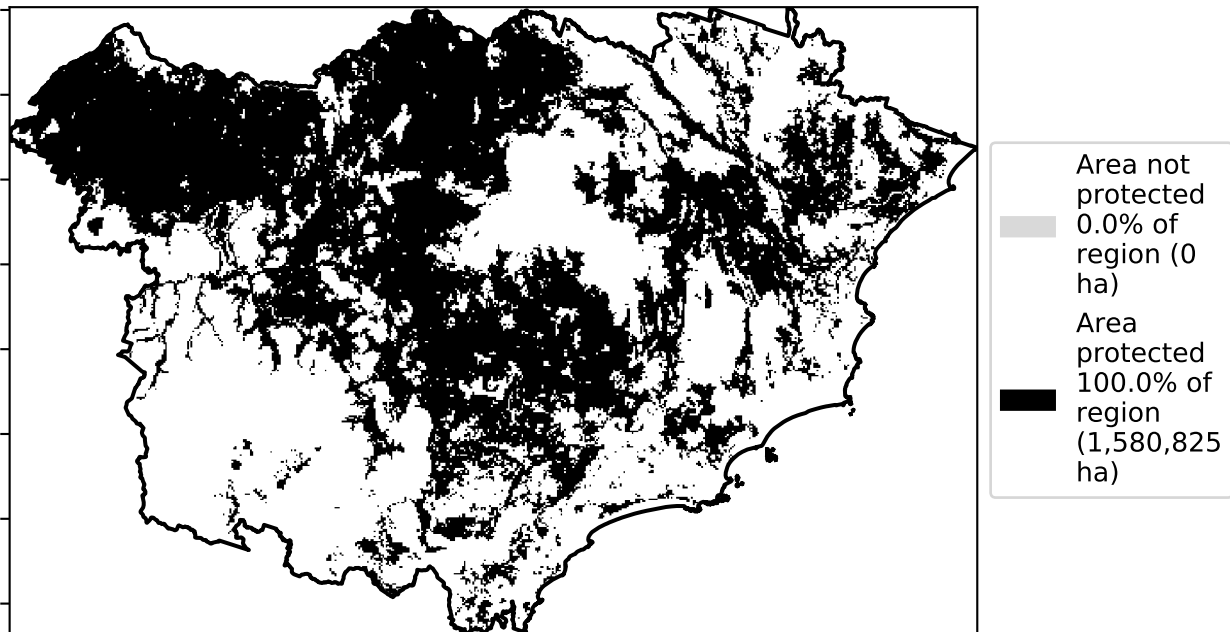 Area not
protected
0.0% of
region (0
ha)
Area
protected
100.0% of
region
(1,580,825
ha)